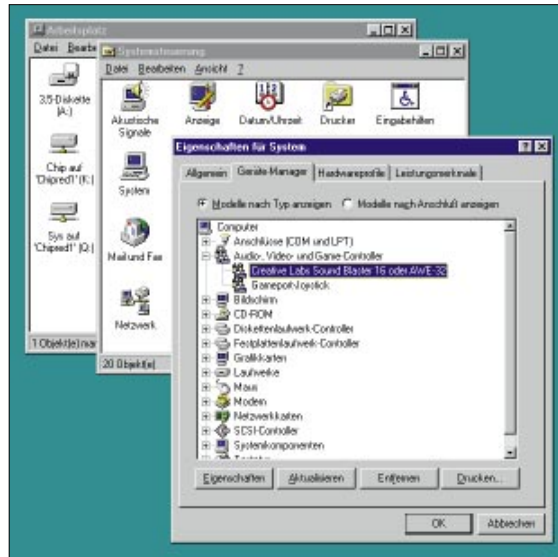 Arbeitsplatz
Datei Bearbe
3,5-Diskette
(A:)
Chip auf
'Chipred1' (K:)
Sys auf
'Chipred1' (Q:)
1 Objekt(e) mar
Systemsteuerung
Datei Bearbeiten Ansicht ?
Akustische
Signale
Anzeige
Datum/Uhrzeit
Drucker
Eingabehilfen
System
Mail und Fax
Netzwerk
20 Objekt(e)
Eigenschaften für System
Allgemein Geräte-Manager Hardwareprofile Leistungsmerkmale
Modelle nach Typ anzeigen Modelle nach Anschluß anzeigen
Computer
Anschlüsse (COM und LPT)
Audio-, Video- und Game-Controller
Creative Labs Sound Blaster 16 oder AWE-32
Gameport-Joystick
Bildschirm
CD-ROM
Diskettenlaufwerk-Controller
Festplattenlaufwerk-Controller
Grafikkarten
Laufwerke
Maus
Modem
Netzwerkkarten
SCSI-Controller
Systemkomponenten
Eigenschaften Aktualisieren Entfernen Drucken...
OK Abbrechen